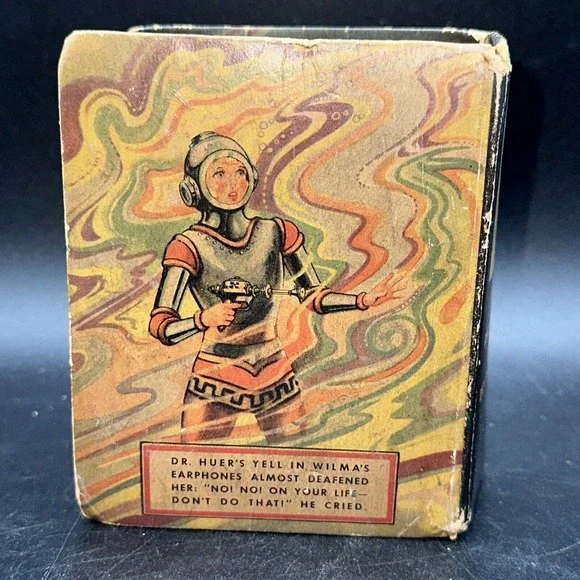 DR. HUER'S YELL IN WILMA'S
EARPHONES ALMOST DEAFENED
HER: "NO! NO! ON YOUR LIFE—
DON'T DO THAT!" HE CRIED.